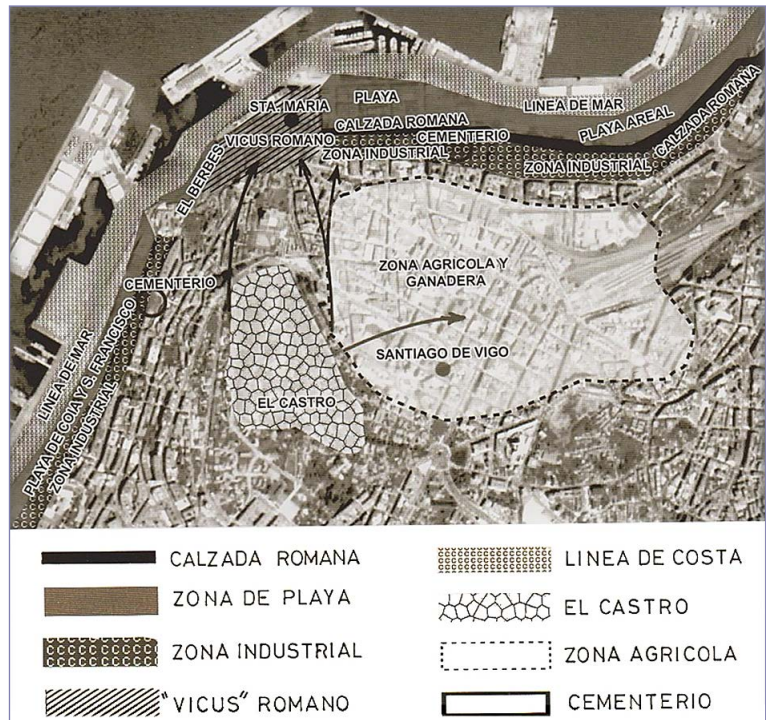 STA. MARIA
PLAYA
LINEA DE MAR
CALZADA ROMANA
PLAYA AREAL
CALZADA ROMANA
VICUS ROMANO
CEMENTERIO
ZONA INDUSTRIAL
ZONA INDUSTRIAL
EL BERBES
ZONA AGRICOLA Y
GANADERA
CEMENTERIO
SANTIAGO DE VIGO
EL CASTRO
LINEA DE MAR
PLAYA DE COIA Y S. FRANCISCO
ZONA INDUSTRIAL
CALZADA ROMANA
LINEA DE COSTA
ZONA DE PLAYA
EL CASTRO
ZONA INDUSTRIAL
ZONA AGRICOLA
"VICUS" ROMANO
CEMENTERIO